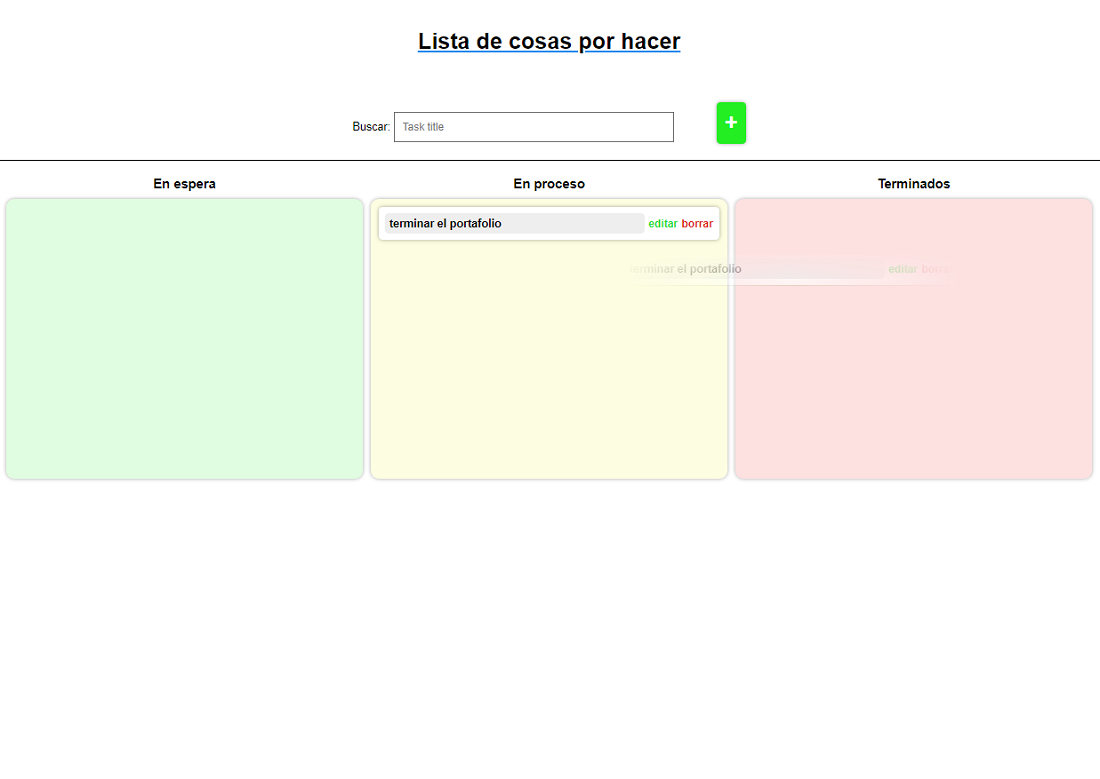 Lista de cosas por hacer
Buscar: Task title +
En espera En proceso Terminados
terminar el portafolio editar borrar
terminar el portafolio editar borrar